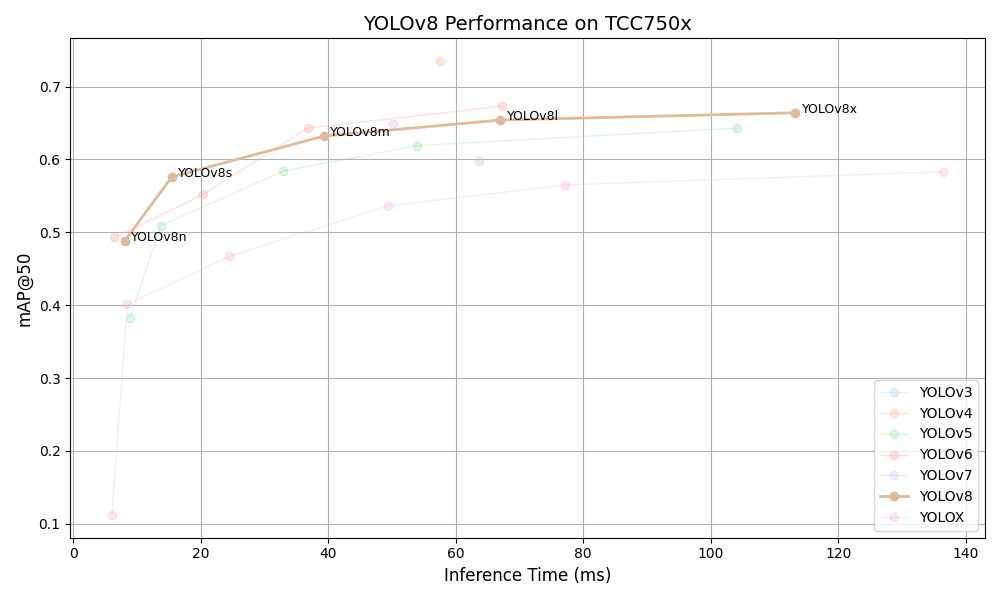 YOLOv8 Performance on TCC750x
mAP@50
0.7
0.6
0.5
0.4
0.3
0.2
0.1
YOLOv8n
YOLOv8s
YOLOv8m
YOLOv8l
YOLOv8x
YOLOv3
YOLOv4
YOLOv5
YOLOv6
YOLOv7
YOLOv8
YOLOX
0 20 40 60 80 100 120 140
Inference Time (ms)